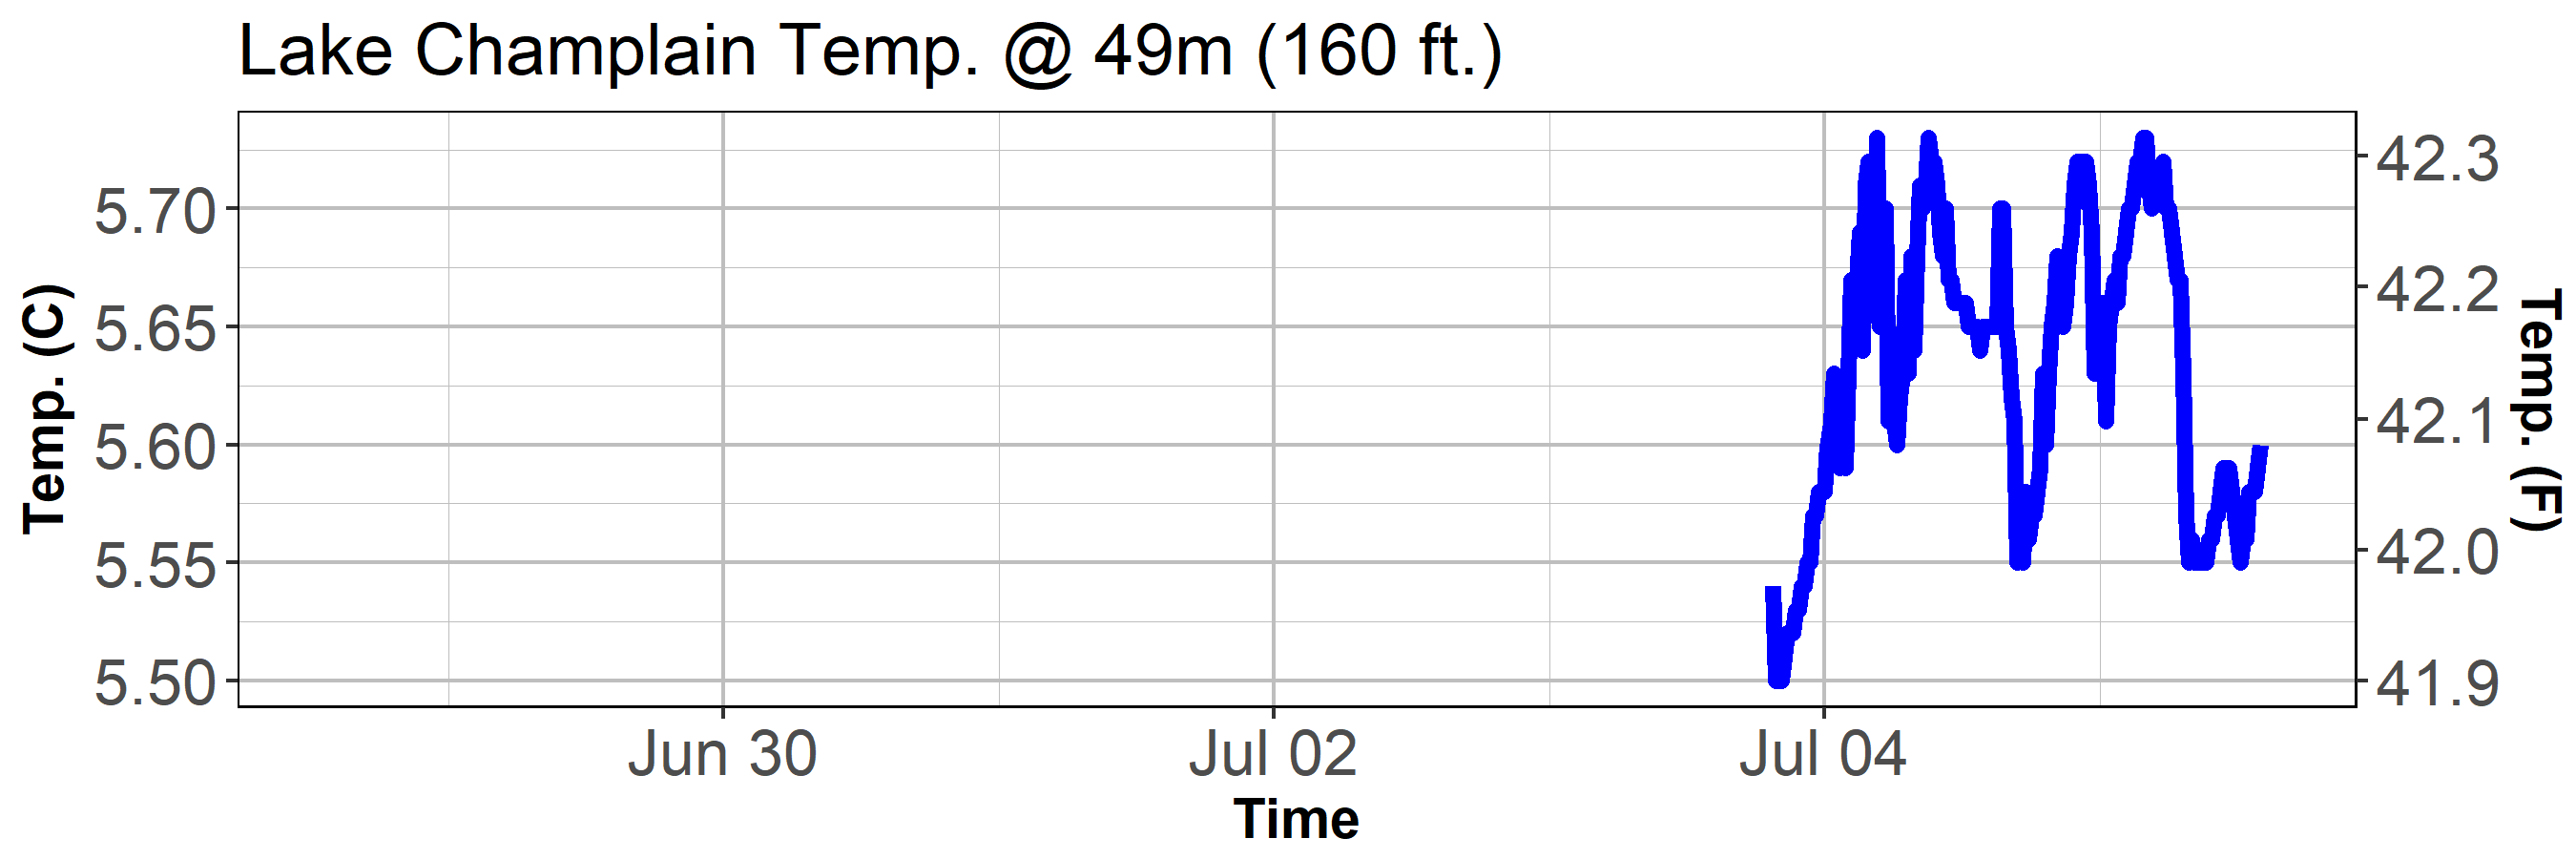 Lake Champlain Temp. @ 49m (160 ft.)
Temp. (C)
5.70
5.65
5.60
5.55
5.50
42.3
42.2
42.1
42.0
41.9
Temp. (F)
Jun 30 Jul 02 Jul 04
Time